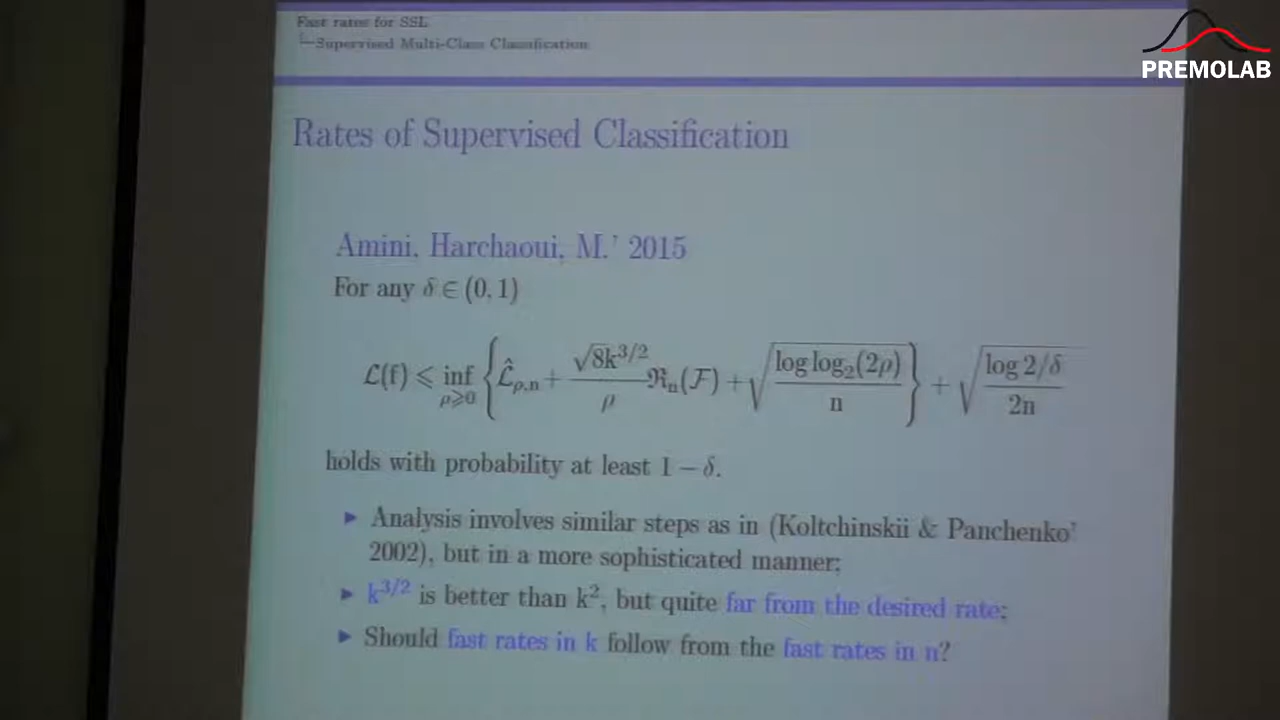 Fast rates for SSL
Supervised Multi-Class Classification
PREMOLAB
Rates of Supervised Classification
Amini, Harchaoui, M.' 2015
For any δ ∈ (0, 1)
ℒ(f) ⩽ inf_{ρ⩾0} { ℒ̂_{ρ,n} + √8k^{3/2}/ρ ℜ_n(ℱ) + √(log log₂(2ρ)/n) } + √(log 2/δ / 2n)
holds with probability at least 1 − δ.
▶ Analysis involves similar steps as in (Koltchinskii & Panchenko'
2002), but in a more sophisticated manner;
▶ k^{3/2} is better than k², but quite far from the desired rate;
▶ Should fast rates in k follow from the fast rates in n?